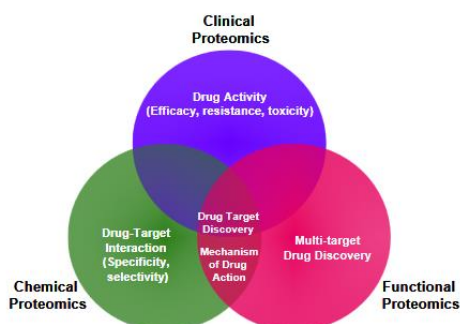 Clinical
Proteomics
Drug Activity
(Efficacy, resistance, toxicity)
Drug Target
Discovery
Mechanism
of Drug
Action
Drug-Target
Interaction
(Specificity,
selectivity)
Multi-target
Drug Discovery
Chemical
Proteomics
Functional
Proteomics